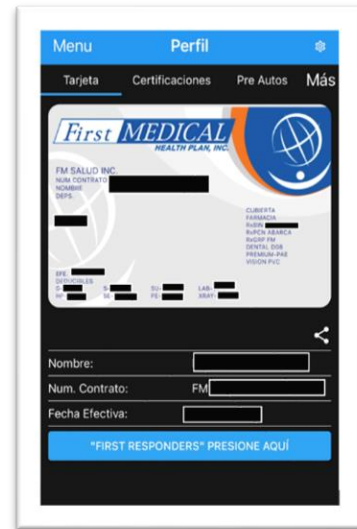 Menu Perfil
Tarjeta Certificaciones Pre Autos Más
First MEDICAL
HEALTH PLAN, INC.
FM SALUD INC.
NUM CONTRATO
NOMBRE
DEPS.
CUBIERTA
FARMACIA
RxBIN
RxPCN ABARCA
RxGRP FM
DENTAL DGB
PREMIUM-PAE
VISION PVC
EFE.
DEDUCIBLES
G- S- SU- LAB-
HP- SE- PE- XRAY-
Nombre:
Num. Contrato: FM
Fecha Efectiva:
"FIRST RESPONDERS" PRESIONE AQUÍ